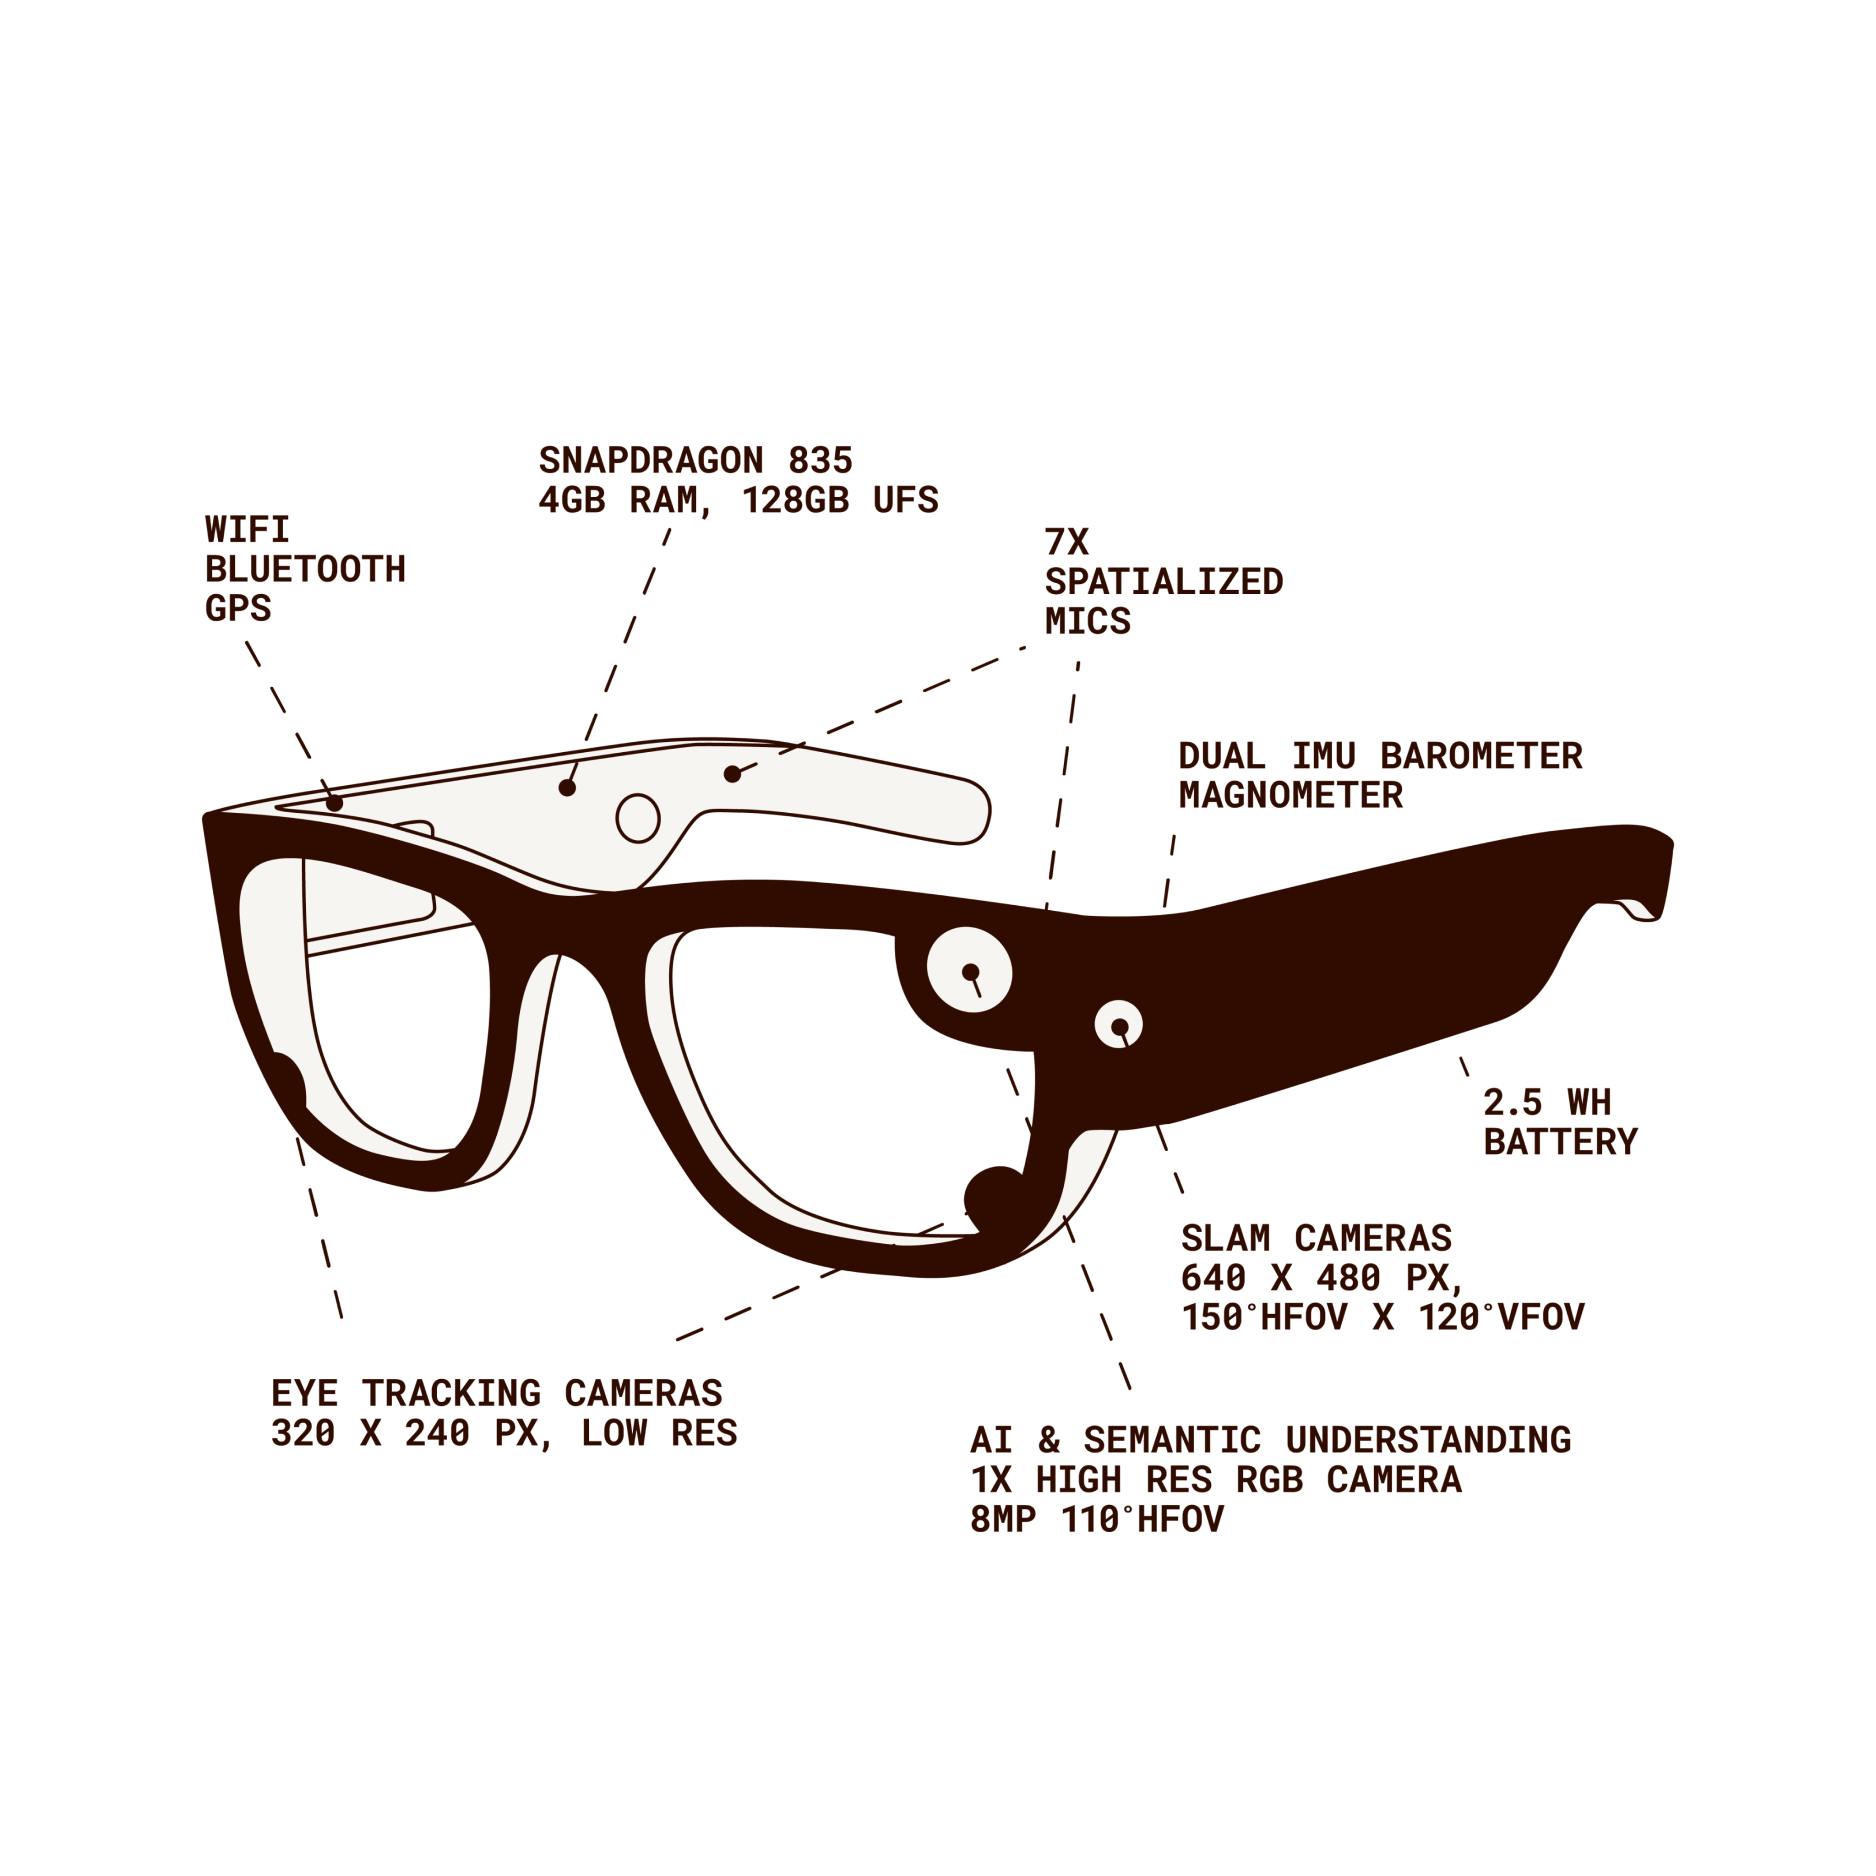 SNAPDRAGON 835
4GB RAM, 128GB UFS
WIFI
BLUETOOTH
GPS
7X
SPATIALIZED
MICS
DUAL IMU BAROMETER
MAGNOMETER
2.5 WH
BATTERY
SLAM CAMERAS
640 X 480 PX,
150°HFOV X 120°VFOV
EYE TRACKING CAMERAS
320 X 240 PX, LOW RES
AI & SEMANTIC UNDERSTANDING
1X HIGH RES RGB CAMERA
8MP 110°HFOV